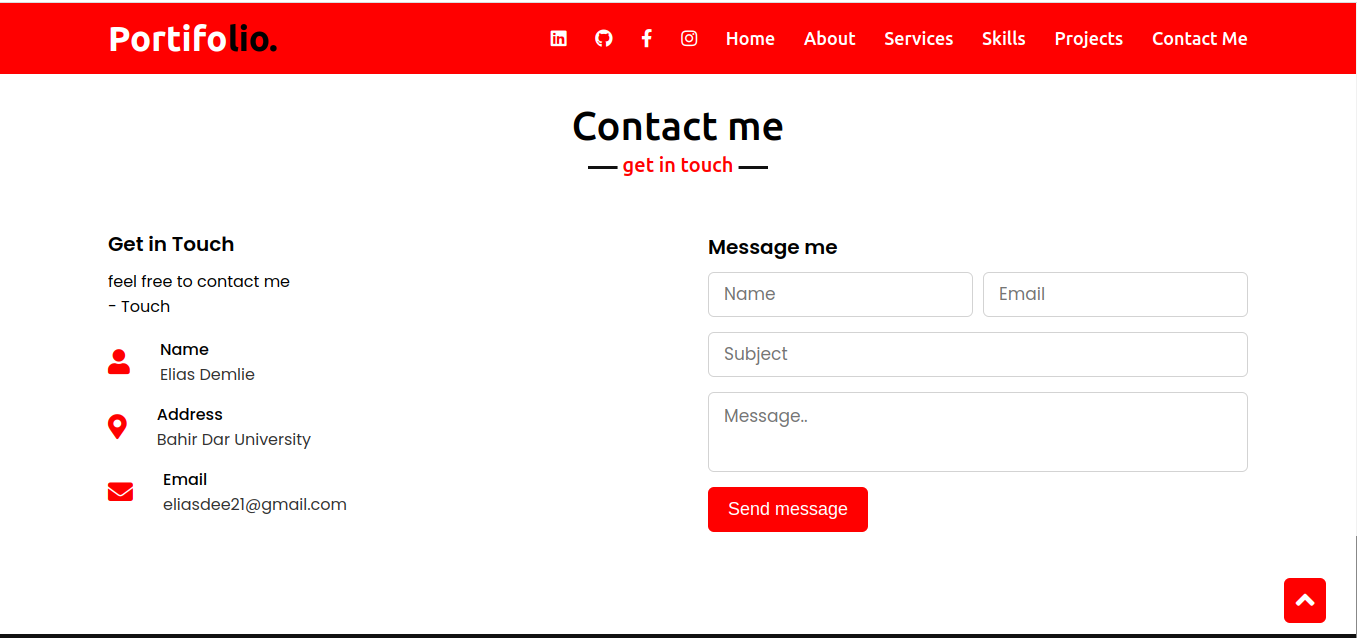 Portifolio.
Home About Services Skills Projects Contact Me
Contact me
get in touch
Get in Touch
feel free to contact me
- Touch
Name
Elias Demlie
Address
Bahir Dar University
Email
eliasdee21@gmail.com
Message me
Name Email
Subject
Message..
Send message